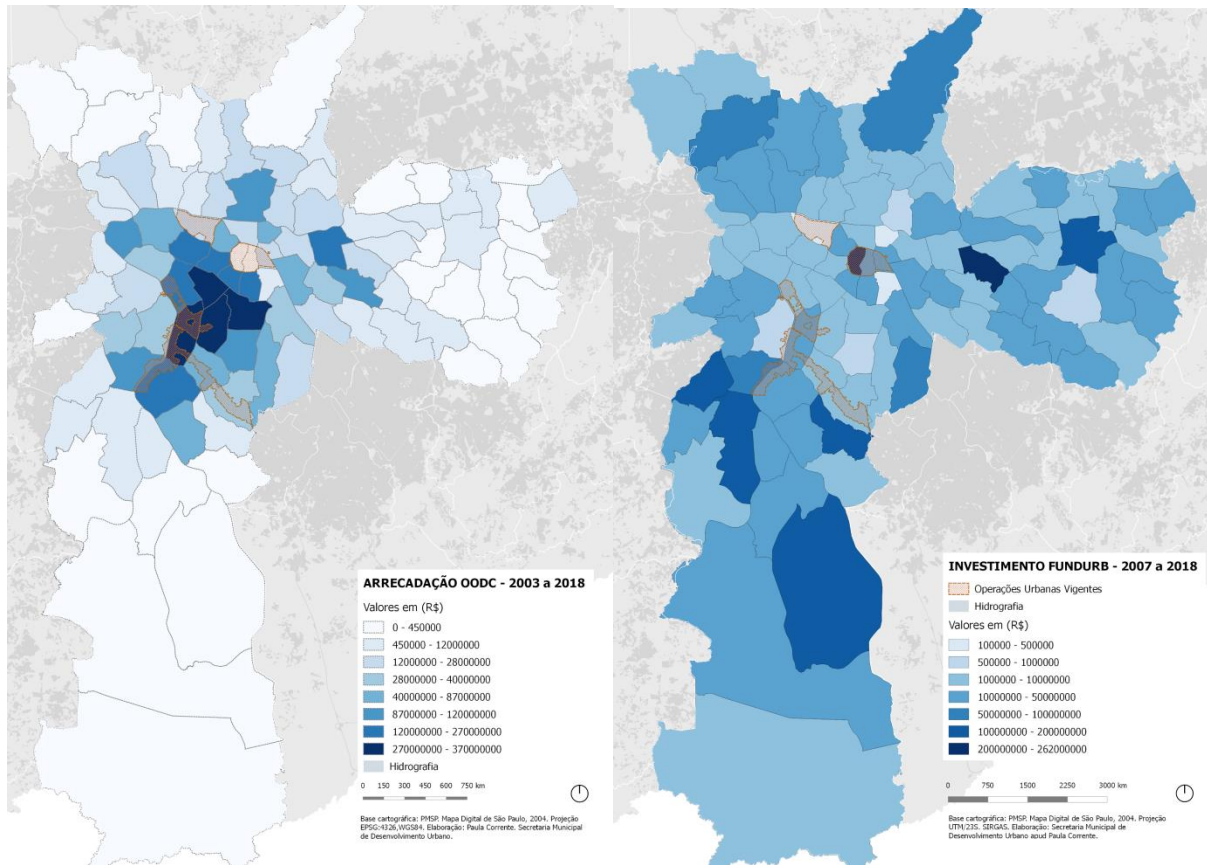 ARRECADAÇÃO OODC - 2003 a 2018
Valores em (R$)
0 - 450000
450000 - 12000000
12000000 - 28000000
28000000 - 40000000
40000000 - 87000000
87000000 - 120000000
120000000 - 270000000
270000000 - 370000000
Hidrografia
0 150 300 450 600 750 km
Base cartográfica: PMSP. Mapa Digital de São Paulo, 2004. Projeção
EPSG:4326,WGS84. Elaboração: Paula Corrente. Secretaria Municipal
de Desenvolvimento Urbano.
INVESTIMENTO FUNDURB - 2007 a 2018
Operações Urbanas Vigentes
Hidrografia
Valores em (R$)
100000 - 500000
500000 - 1000000
1000000 - 10000000
10000000 - 50000000
50000000 - 100000000
100000000 - 200000000
200000000 - 262000000
0 750 1500 2250 3000 km
Base cartográfica: PMSP. Mapa Digital de São Paulo, 2004. Projeção
UTM/23S. SIRGAS. Elaboração: Secretaria Municipal de
Desenvolvimento Urbano apud Paula Corrente.